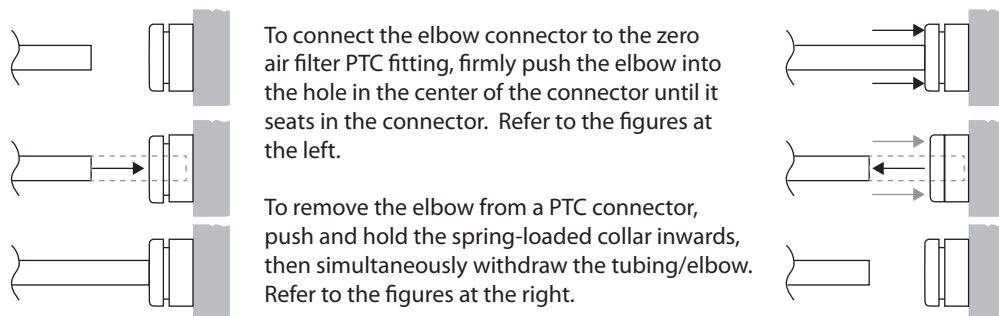 To connect the elbow connector to the zero
air filter PTC fitting, firmly push the elbow into
the hole in the center of the connector until it
seats in the connector.  Refer to the figures at
the left.
To remove the elbow from a PTC connector,
push and hold the spring-loaded collar inwards,
then simultaneously withdraw the tubing/elbow.
Refer to the figures at the right.